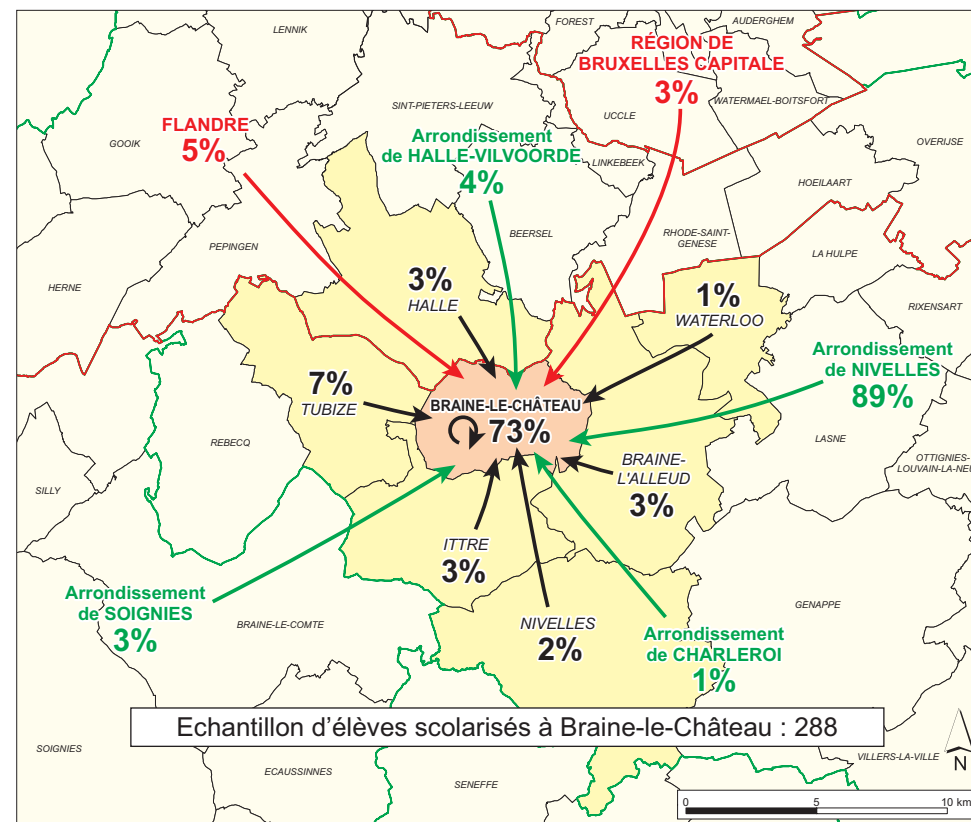 LENNIK
FOREST
AUDERGHEM
RÉGION DE
BRUXELLES CAPITALE
3%
WATERMAEL-BOITSFORT
UCCLE
SINT-PIETERS-LEEUW
FLANDRE
5%
GOOIK
Arrondissement
de HALLE-VILVOORDE
4%
LINKEBEEK
OVERIJSE
HOEILAART
BEERSEL
RHODE-SAINT-
GENESE
PEPINGEN
LA HULPE
HERNE
3%
HALLE
1%
WATERLOO
RIXENSART
Arrondissement
de NIVELLES
89%
7%
TUBIZE
BRAINE-LE-CHÂTEAU
73%
REBECQ
LASNE
BRAINE-
L'ALLEUD
3%
OTTIGNIES-
LOUVAIN-LA-NEU
SILLY
ITTRE
3%
Arrondissement
de SOIGNIES
3%
BRAINE-LE-COMTE
NIVELLES
2%
GENAPPE
Arrondissement
de CHARLEROI
1%
Echantillon d'élèves scolarisés à Braine-le-Château : 288
SOIGNIES
ECAUSSINNES
SENEFFE
VILLERS-LA-VILLE
N
0 5 10 km